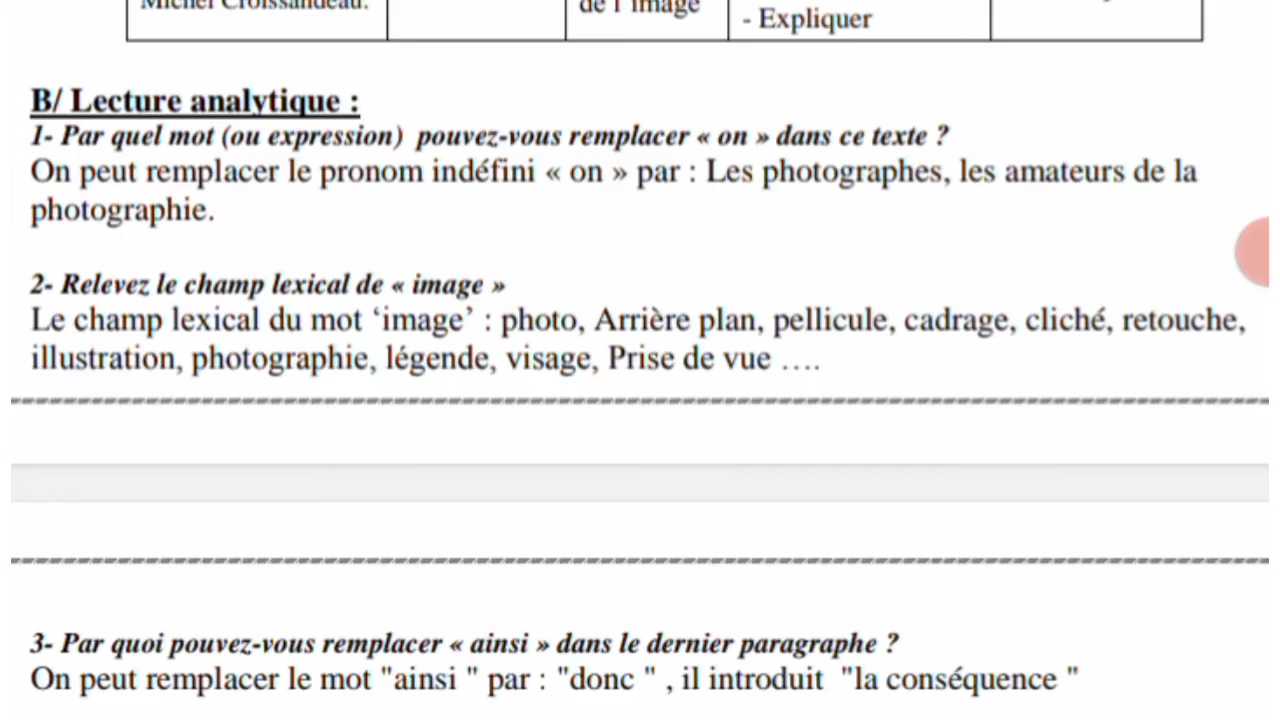 Michel Croissandeau.
de l'image
- Expliquer
B/ Lecture analytique :
1- Par quel mot (ou expression) pouvez-vous remplacer « on » dans ce texte ?
On peut remplacer le pronom indéfini « on » par : Les photographes, les amateurs de la
photographie.
2- Relevez le champ lexical de « image »
Le champ lexical du mot ‘image’ : photo, Arrière plan, pellicule, cadrage, cliché, retouche,
illustration, photographie, légende, visage, Prise de vue ….
3- Par quoi pouvez-vous remplacer « ainsi » dans le dernier paragraphe ?
On peut remplacer le mot "ainsi " par : "donc " , il introduit "la conséquence "